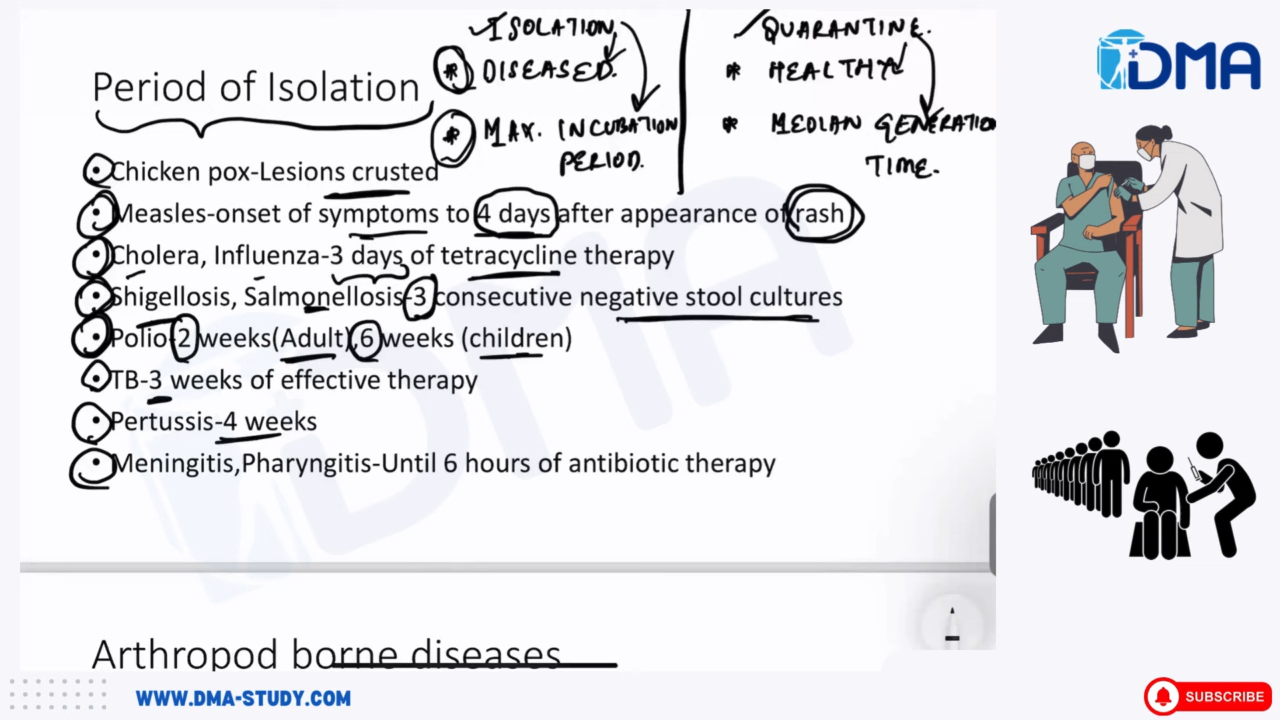 ISOLATION
* DISEASED.
* MAX. INCUBATION
PERIOD.
QUARANTINE.
* HEALTHY
* MEDIAN GENERATION
TIME.
DMA
Period of Isolation
• Chicken pox-Lesions crusted
• Measles-onset of symptoms to 4 days after appearance of rash
• Cholera, Influenza-3 days of tetracycline therapy
• Shigellosis, Salmonellosis-3 consecutive negative stool cultures
• Polio-2 weeks(Adult),6 weeks (children)
• TB-3 weeks of effective therapy
• Pertussis-4 weeks
• Meningitis,Pharyngitis-Until 6 hours of antibiotic therapy
DMA
Arthropod borne diseases
WWW.DMA-STUDY.COM
SUBSCRIBE